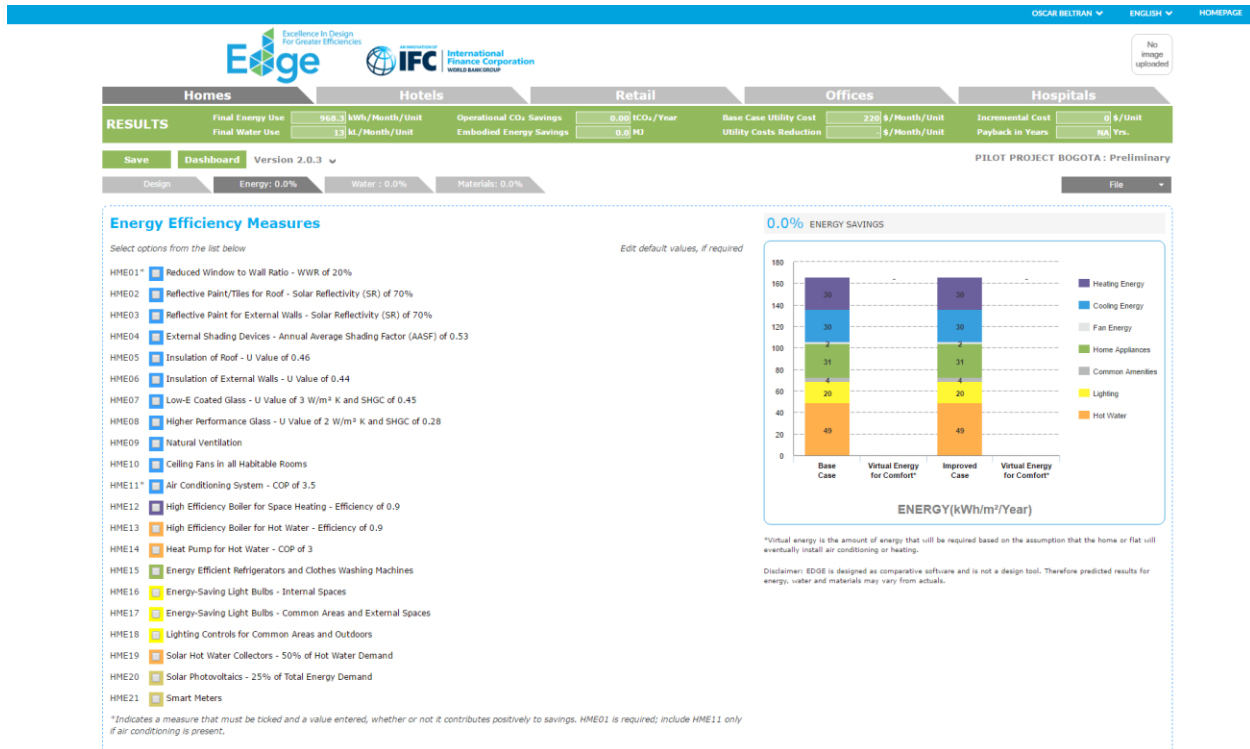 OSCAR BELTRAN ENGLISH HOMEPAGE
Excellence In Design
For Greater Efficiencies
Edge
AN INNOVATION OF
IFC International
Finance Corporation
WORLD BANK GROUP
No
image
uploaded
Homes Hotels Retail Offices Hospitals
RESULTS
Final Energy Use 968.3 kWh/Month/Unit Operational CO₂ Savings 0.00 tCO₂/Year Base Case Utility Cost 220 $/Month/Unit Incremental Cost 0 $/Unit
Final Water Use 13 kL/Month/Unit Embodied Energy Savings 0.0 MJ Utility Costs Reduction - $/Month/Unit Payback in Years NA Yrs.
Save Dashboard Version 2.0.3 PILOT PROJECT BOGOTA : Preliminary
Design Energy: 0.0% Water : 0.0% Materials: 0.0% File
Energy Efficiency Measures
Select options from the list below Edit default values, if required
HME01* Reduced Window to Wall Ratio - WWR of 20%
HME02 Reflective Paint/Tiles for Roof - Solar Reflectivity (SR) of 70%
HME03 Reflective Paint for External Walls - Solar Reflectivity (SR) of 70%
HME04 External Shading Devices - Annual Average Shading Factor (AASF) of 0.53
HME05 Insulation of Roof - U Value of 0.46
HME06 Insulation of External Walls - U Value of 0.44
HME07 Low-E Coated Glass - U Value of 3 W/m² K and SHGC of 0.45
HME08 Higher Performance Glass - U Value of 2 W/m² K and SHGC of 0.28
HME09 Natural Ventilation
HME10 Ceiling Fans in all Habitable Rooms
HME11* Air Conditioning System - COP of 3.5
HME12 High Efficiency Boiler for Space Heating - Efficiency of 0.9
HME13 High Efficiency Boiler for Hot Water - Efficiency of 0.9
HME14 Heat Pump for Hot Water - COP of 3
HME15 Energy Efficient Refrigerators and Clothes Washing Machines
HME16 Energy-Saving Light Bulbs - Internal Spaces
HME17 Energy-Saving Light Bulbs - Common Areas and External Spaces
HME18 Lighting Controls for Common Areas and Outdoors
HME19 Solar Hot Water Collectors - 50% of Hot Water Demand
HME20 Solar Photovoltaics - 25% of Total Energy Demand
HME21 Smart Meters
*Indicates a measure that must be ticked and a value entered, whether or not it contributes positively to savings. HME01 is required; include HME11 only
if air conditioning is present.
0.0% ENERGY SAVINGS
180
160
140
120
100
80
60
40
20
0
30 30
30 30
2 2
31 31
4 4
20 20
49 49
- -
Base
Case
Virtual Energy
for Comfort*
Improved
Case
Virtual Energy
for Comfort*
ENERGY(kWh/m²/Year)
Heating Energy
Cooling Energy
Fan Energy
Home Appliances
Common Amenities
Lighting
Hot Water
*Virtual energy is the amount of energy that will be required based on the assumption that the home or flat will
eventually install air conditioning or heating.
Disclaimer: EDGE is designed as comparative software and is not a design tool. Therefore predicted results for
energy, water and materials may vary from actuals.